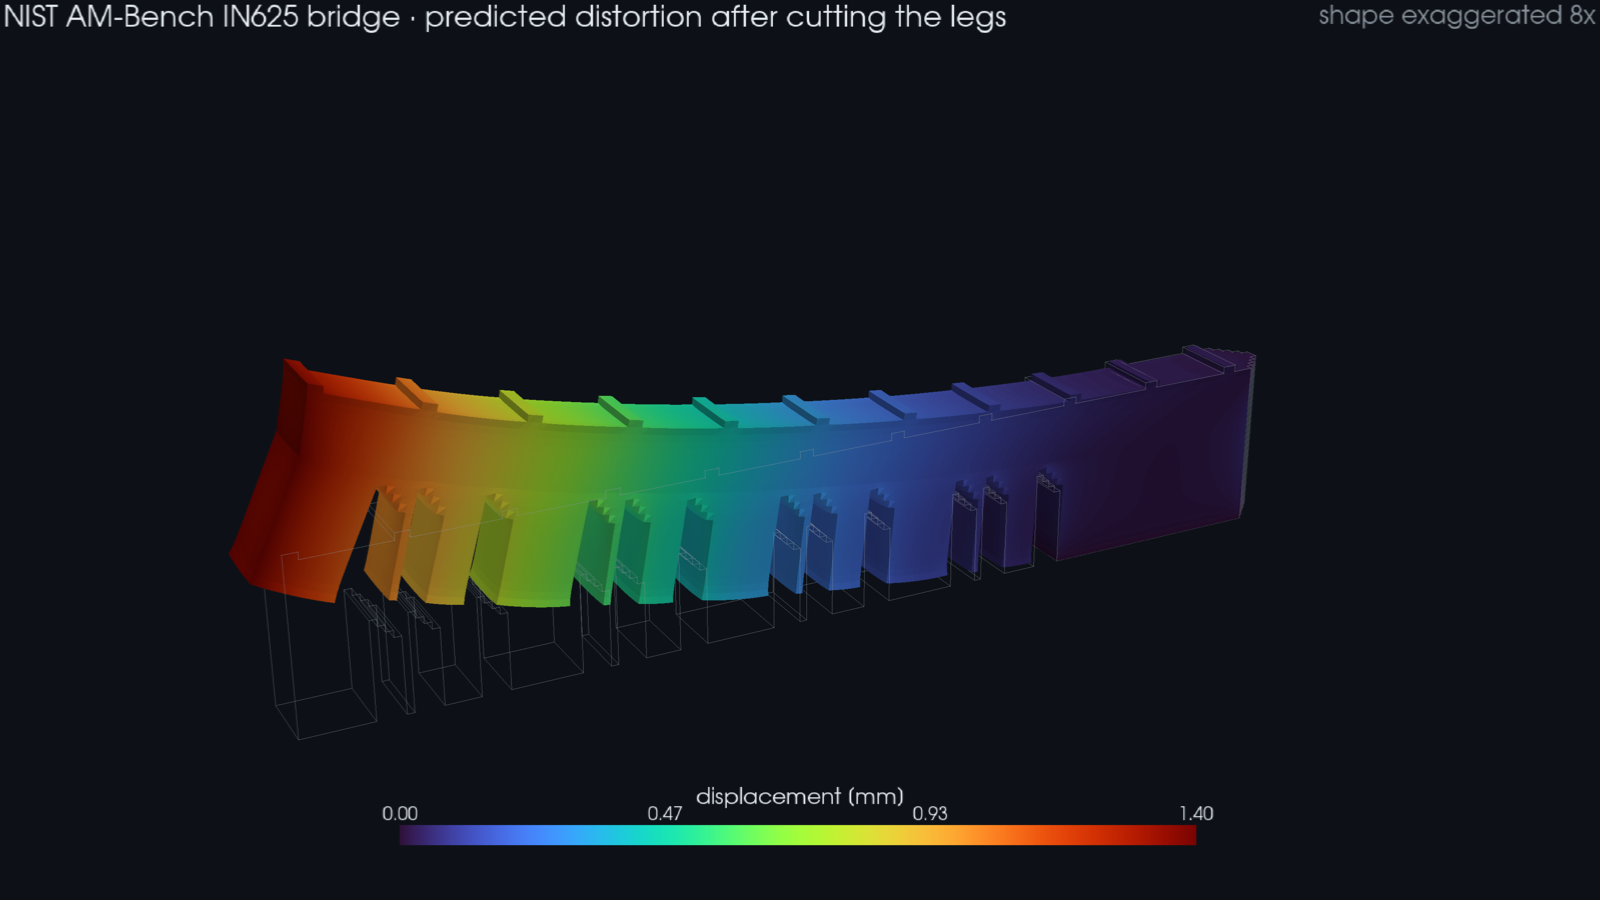 NIST AM-Bench IN625 bridge · predicted distortion after cutting the legs
shape exaggerated 8x
displacement (mm)
0.00 0.47 0.93 1.40